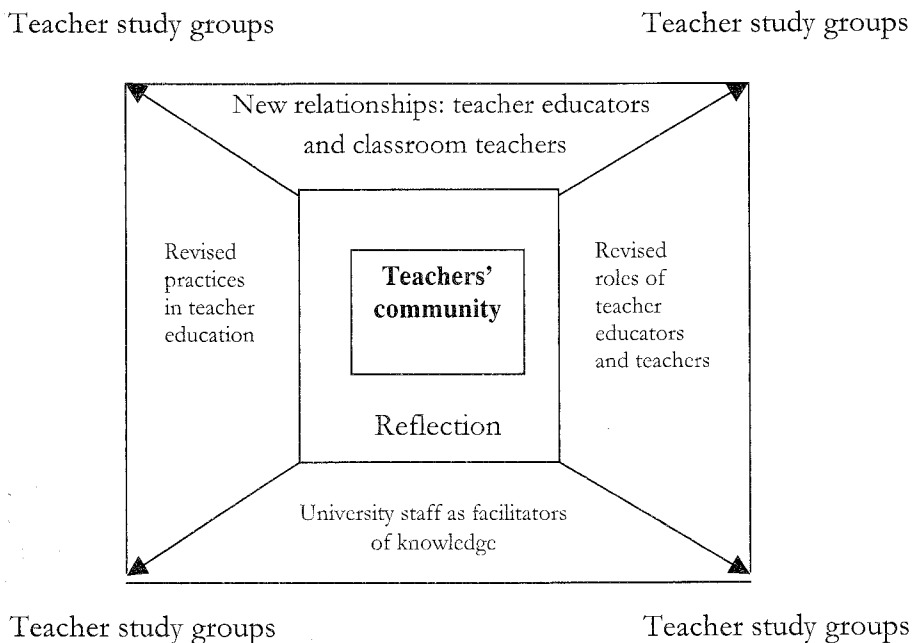 Teacher study groups
Teacher study groups
New relationships: teacher educators
and classroom teachers
Revised
practices
in teacher
education
Teachers’
community
Revised
roles of
teacher
educators
and teachers
Reflection
University staff as facilitators
of knowledge
Teacher study groups
Teacher study groups